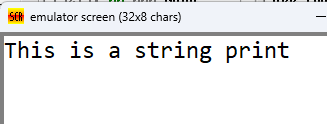 emulator screen (32x8 chars)
This is a string print